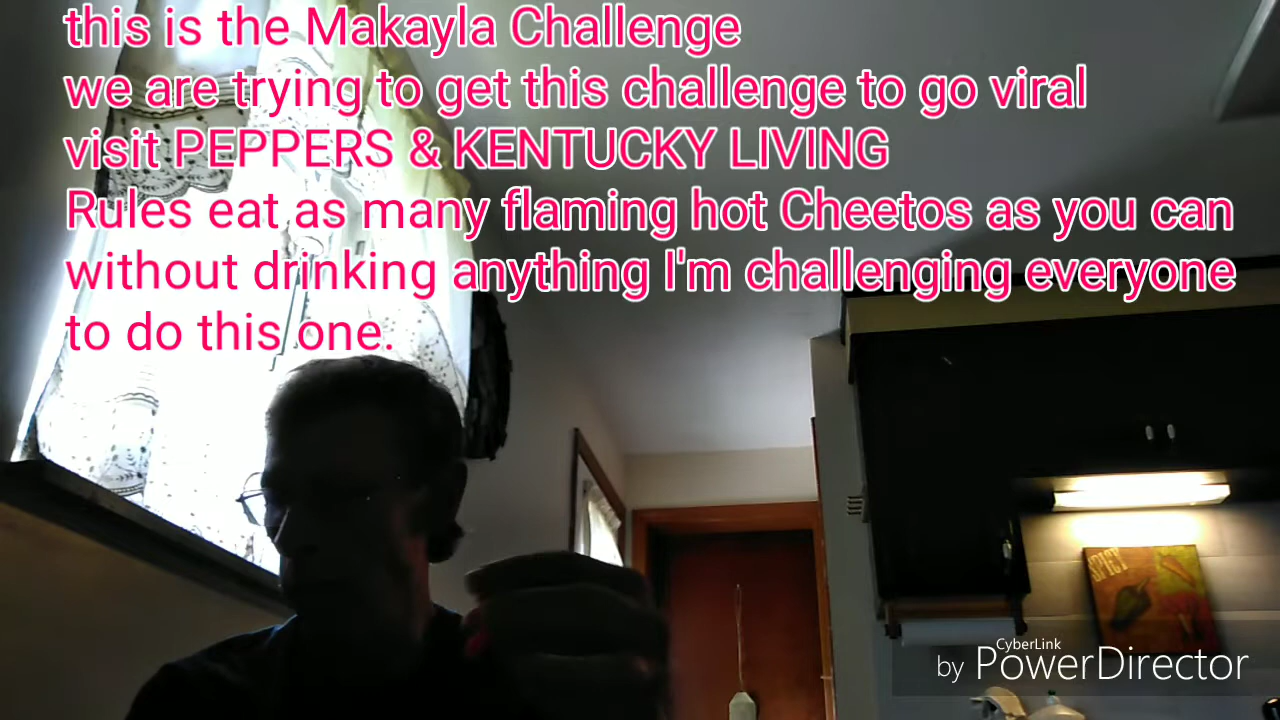 this is the Makayla Challenge
we are trying to get this challenge to go viral
visit PEPPERS & KENTUCKY LIVING
Rules eat as many flaming hot Cheetos as you can
without drinking anything I'm challenging everyone
to do this one.
SPICY
CyberLink
by PowerDirector